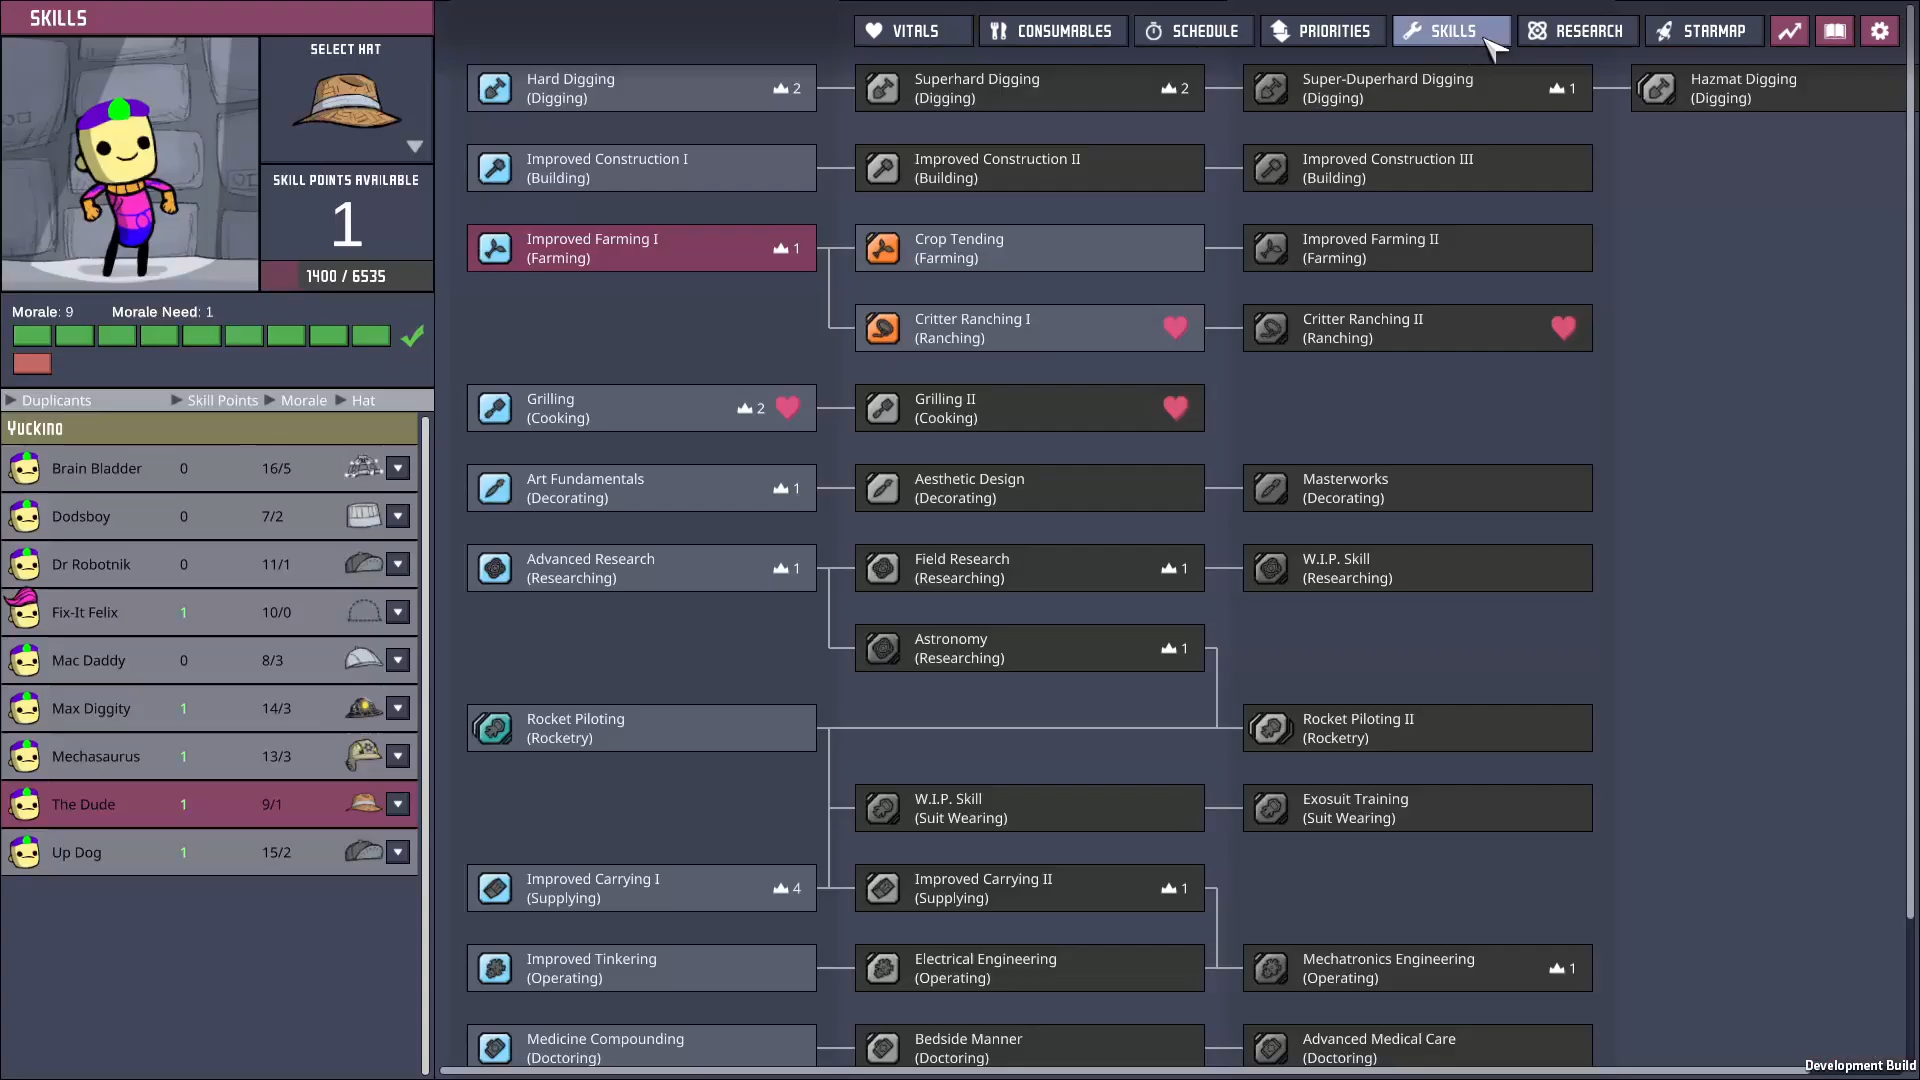 SKILLS
VITALS
CONSUMABLES
SCHEDULE
PRIORITIES
SKILLS
RESEARCH
STARMAP
SELECT HAT
SKILL POINTS AVAILABLE
1
1400 / 6535
Morale: 9 Morale Need: 1
Duplicants Skill Points Morale Hat
Yuckino
Brain Bladder 0 16/5
Dodsboy 0 7/2
Dr Robotnik 0 11/1
Fix-It Felix 1 10/0
Mac Daddy 0 8/3
Max Diggity 1 14/3
Mechasaurus 1 13/3
The Dude 1 9/1
Up Dog 1 15/2
Hard Digging
(Digging) 2
Superhard Digging
(Digging) 2
Super-Duperhard Digging
(Digging) 1
Hazmat Digging
(Digging)
Improved Construction I
(Building)
Improved Construction II
(Building)
Improved Construction III
(Building)
Improved Farming I
(Farming) 1
Crop Tending
(Farming)
Improved Farming II
(Farming)
Critter Ranching I
(Ranching)
Critter Ranching II
(Ranching)
Grilling
(Cooking) 2
Grilling II
(Cooking)
Art Fundamentals
(Decorating) 1
Aesthetic Design
(Decorating)
Masterworks
(Decorating)
Advanced Research
(Researching) 1
Field Research
(Researching) 1
W.I.P. Skill
(Researching)
Astronomy
(Researching) 1
Rocket Piloting
(Rocketry)
Rocket Piloting II
(Rocketry)
W.I.P. Skill
(Suit Wearing)
Exosuit Training
(Suit Wearing)
Improved Carrying I
(Supplying) 4
Improved Carrying II
(Supplying) 1
Improved Tinkering
(Operating)
Electrical Engineering
(Operating)
Mechatronics Engineering
(Operating) 1
Medicine Compounding
(Doctoring)
Bedside Manner
(Doctoring)
Advanced Medical Care
(Doctoring)
Development Build